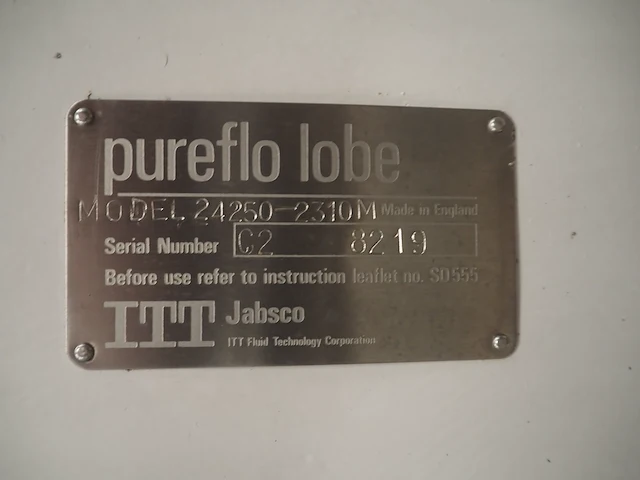 pureflo lobe
MODEL 24250-2310M Made in England
Serial Number C2 8219
Before use refer to instruction leaflet no. SD555
ITT Jabsco
ITT Fluid Technology Corporation